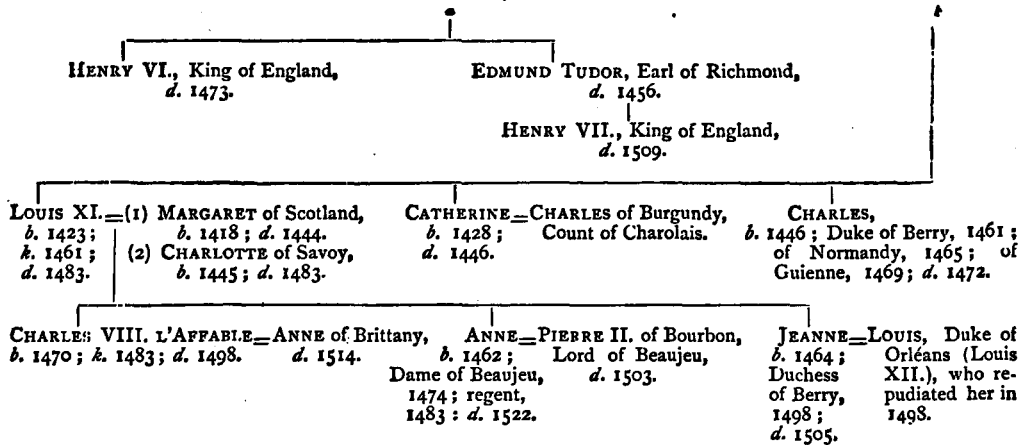 HENRY VI., King of England,
d. 1473.
EDMUND TUDOR, Earl of Richmond,
d. 1456.
HENRY VII., King of England,
d. 1509.
LOUIS XI.=(1) MARGARET of Scotland,
b. 1423; b. 1418; d. 1444.
k. 1461; (2) CHARLOTTE of Savoy,
d. 1483. b. 1445; d. 1483.
CATHERINE=CHARLES of Burgundy,
b. 1428; Count of Charolais.
d. 1446.
CHARLES,
b. 1446; Duke of Berry, 1461;
of Normandy, 1465; of
Guienne, 1469; d. 1472.
CHARLES VIII. L'AFFABLE=ANNE of Brittany,
b. 1470; k. 1483; d. 1498. d. 1514.
ANNE=PIERRE II. of Bourbon,
b. 1462; Lord of Beaujeu,
Dame of Beaujeu, d. 1503.
1474; regent,
1483: d. 1522.
JEANNE=LOUIS, Duke of
b. 1464; Orléans (Louis
Duchess XII.), who re-
of Berry, pudiated her in
1498; 1498.
d. 1505.